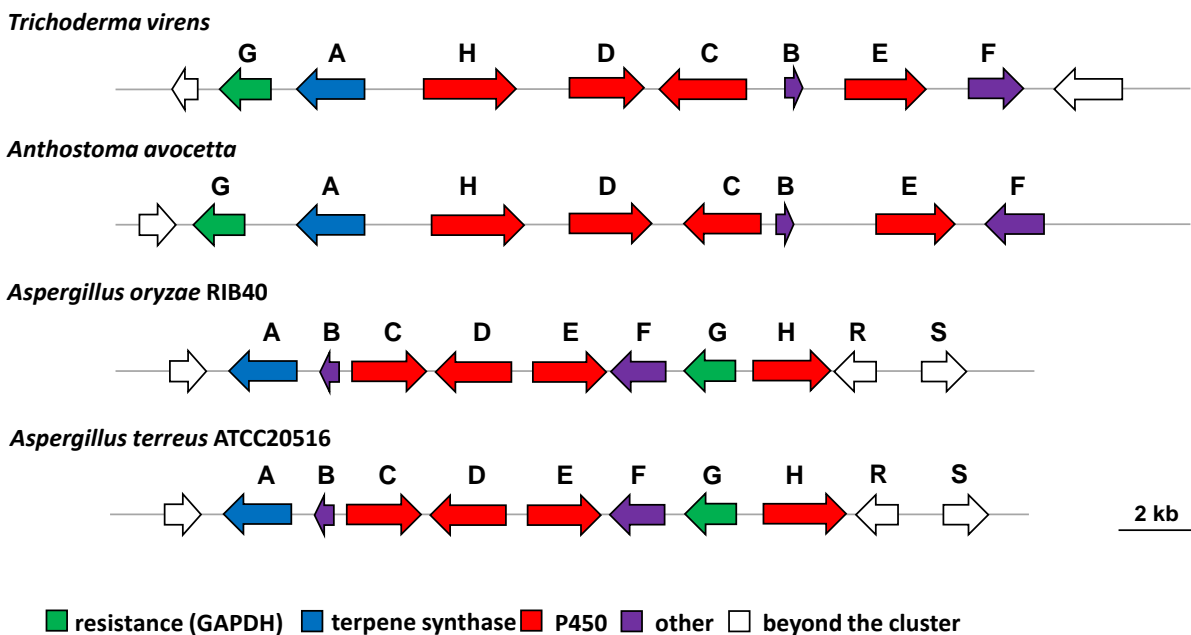 Trichoderma virens
G A H D C B E F
Anthostoma avocetta
G A H D C B E F
Aspergillus oryzae RIB40
A B C D E F G H R S
Aspergillus terreus ATCC20516
A B C D E F G H R S
2 kb
resistance (GAPDH) terpene synthase P450 other beyond the cluster